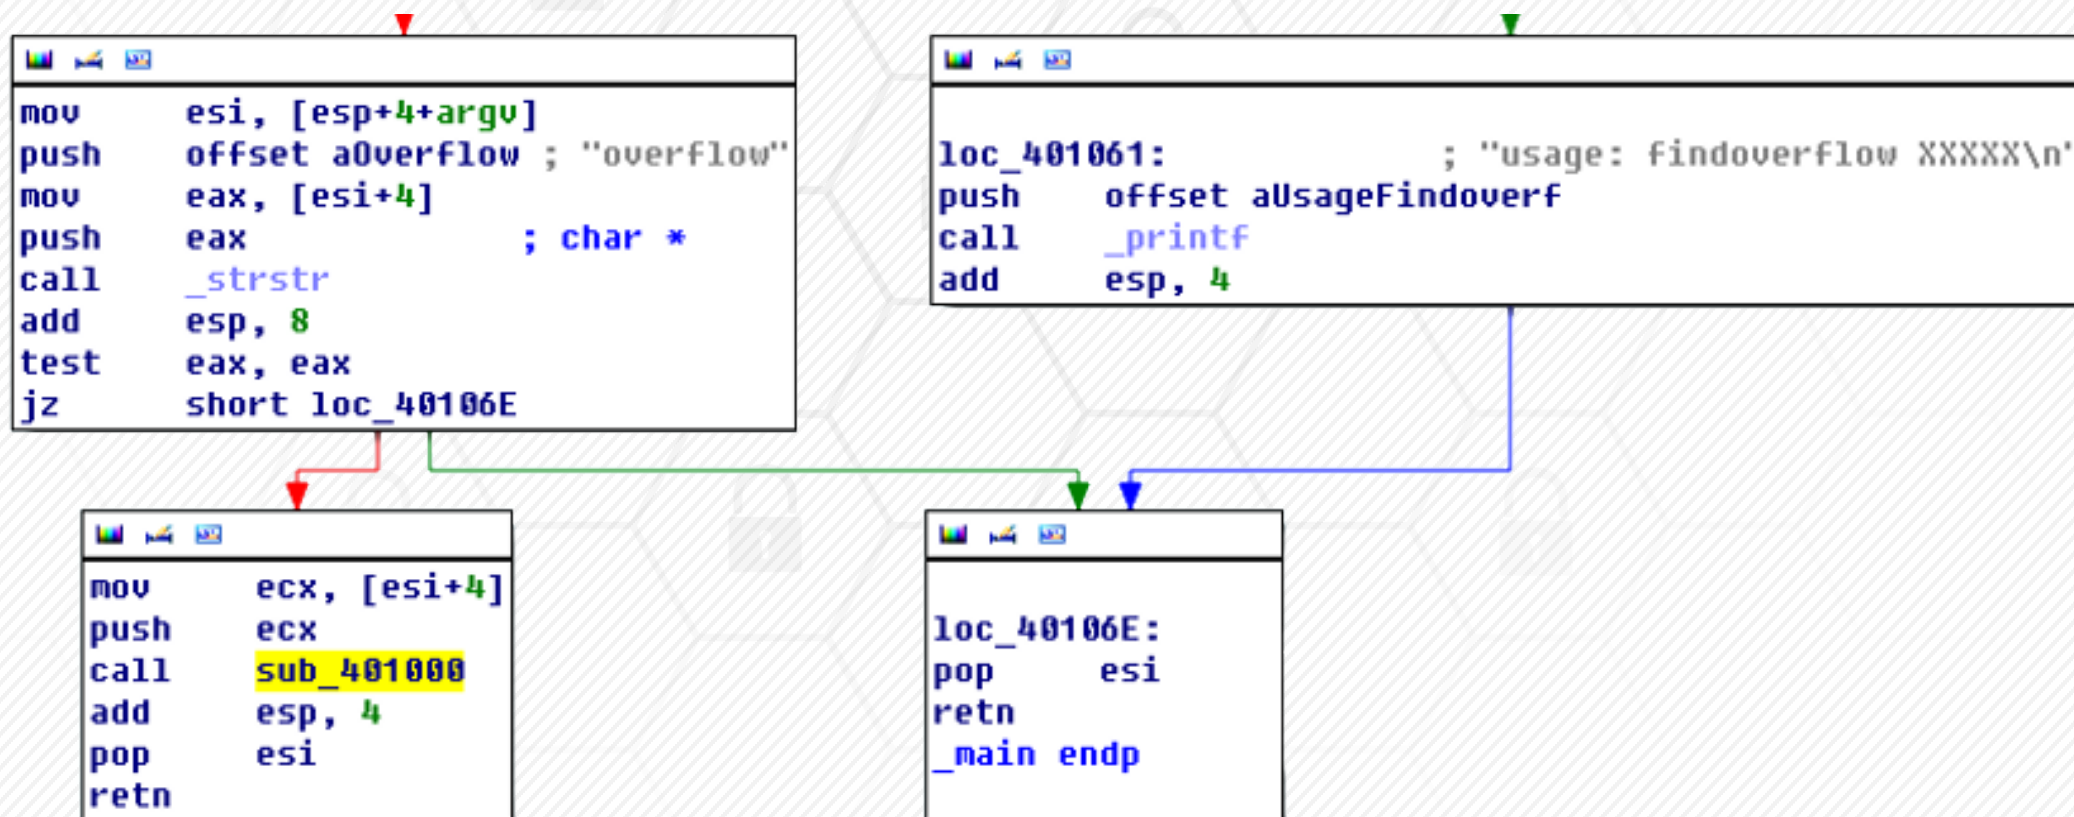 mov esi, [esp+4+argv]
push offset aOverflow ; "overflow"
mov eax, [esi+4]
push eax ; char *
call _strstr
add esp, 8
test eax, eax
jz short loc_40106E
loc_401061: ; "usage: findoverflow XXXXX\n"
push offset aUsageFindoverf
call _printf
add esp, 4
mov ecx, [esi+4]
push ecx
call sub_401000
add esp, 4
pop esi
retn
loc_40106E:
pop esi
retn
_main endp